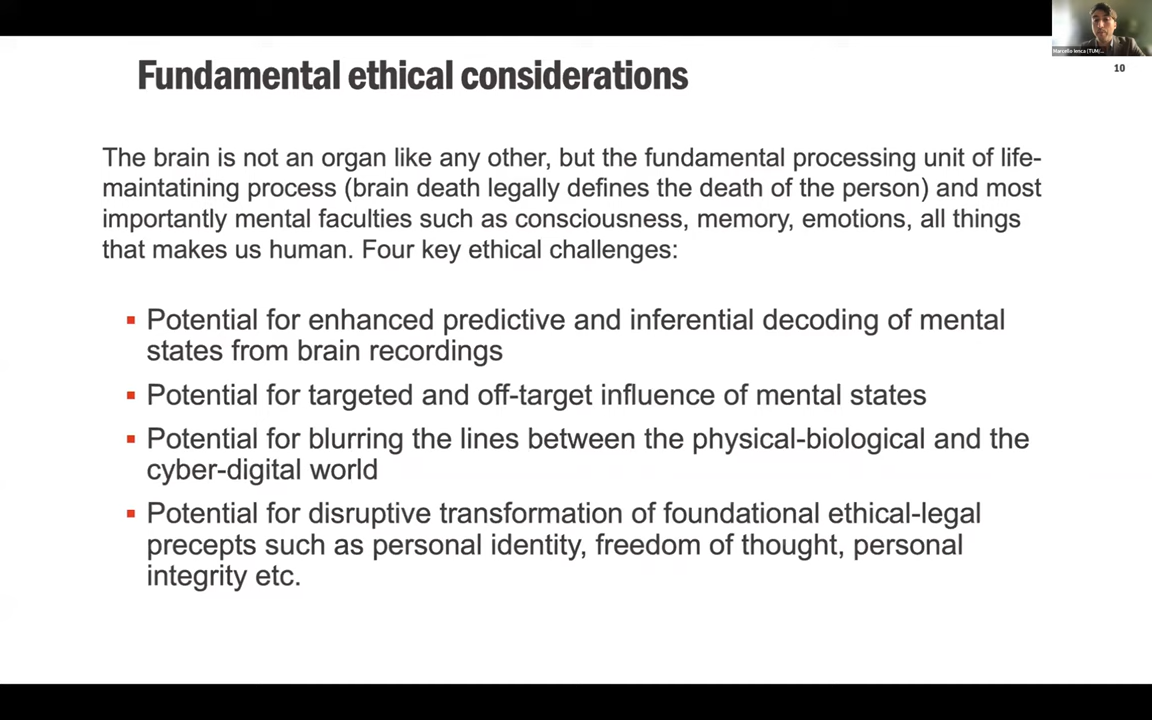 Marcello Ienca (TUM/...
10
Fundamental ethical considerations
The brain is not an organ like any other, but the fundamental processing unit of life-
maintatining process (brain death legally defines the death of the person) and most
importantly mental faculties such as consciousness, memory, emotions, all things
that makes us human. Four key ethical challenges:
▪ Potential for enhanced predictive and inferential decoding of mental
states from brain recordings
▪ Potential for targeted and off-target influence of mental states
▪ Potential for blurring the lines between the physical-biological and the
cyber-digital world
▪ Potential for disruptive transformation of foundational ethical-legal
precepts such as personal identity, freedom of thought, personal
integrity etc.